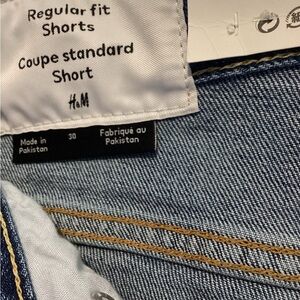 Regular fit
Shorts
Coupe standard
Short
H&M
Made in
Pakistan
30
Fabriqué au
Pakistan